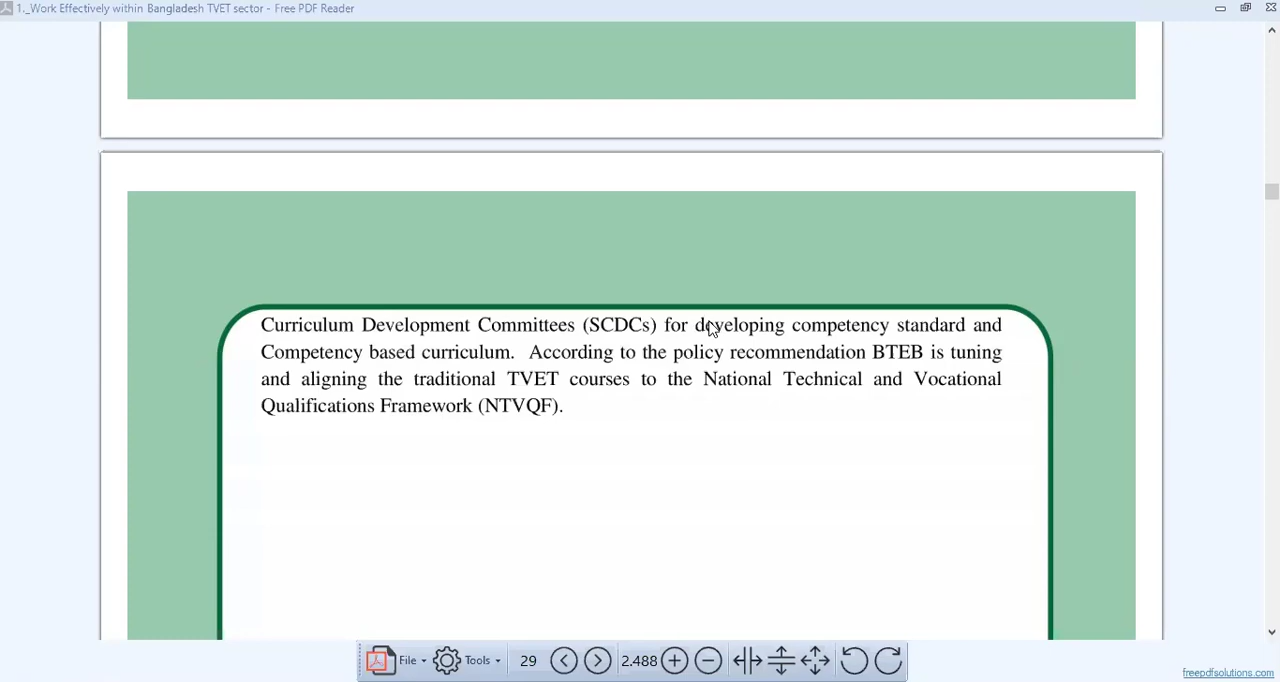 1._Work Effectively within Bangladesh TVET sector - Free PDF Reader
Curriculum Development Committees (SCDCs) for developing competency standard and
Competency based curriculum. According to the policy recommendation BTEB is tuning
and aligning the traditional TVET courses to the National Technical and Vocational
Qualifications Framework (NTVQF).
File Tools 29 2.488
freepdfsolutions.com